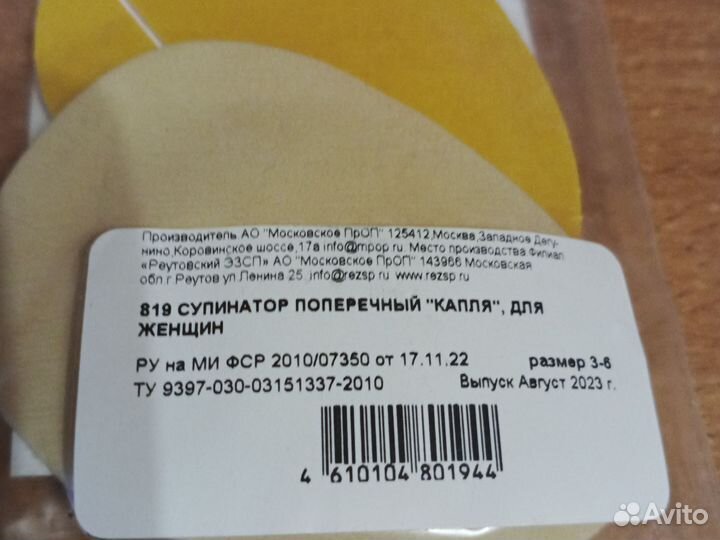 Производитель АО "Московское ПрОП" 125412,Москва,Западное Дегу-
нино,Коровинское шоссе,17а info@mpop.ru Место производства Филиал
«Реутовский ЭЗСП» АО "Московское ПрОП" 143966 Московская
обл г Реутов ул.Ленина 25 info@rezsp.ru www.rezsp.ru
819 СУПИНАТОР ПОПЕРЕЧНЫЙ "КАПЛЯ", ДЛЯ
ЖЕНЩИН
РУ на МИ ФСР 2010/07350 от 17.11.22 размер 3-6
ТУ 9397-030-03151337-2010 Выпуск Август 2023 г.
4 610104 801944
Avito